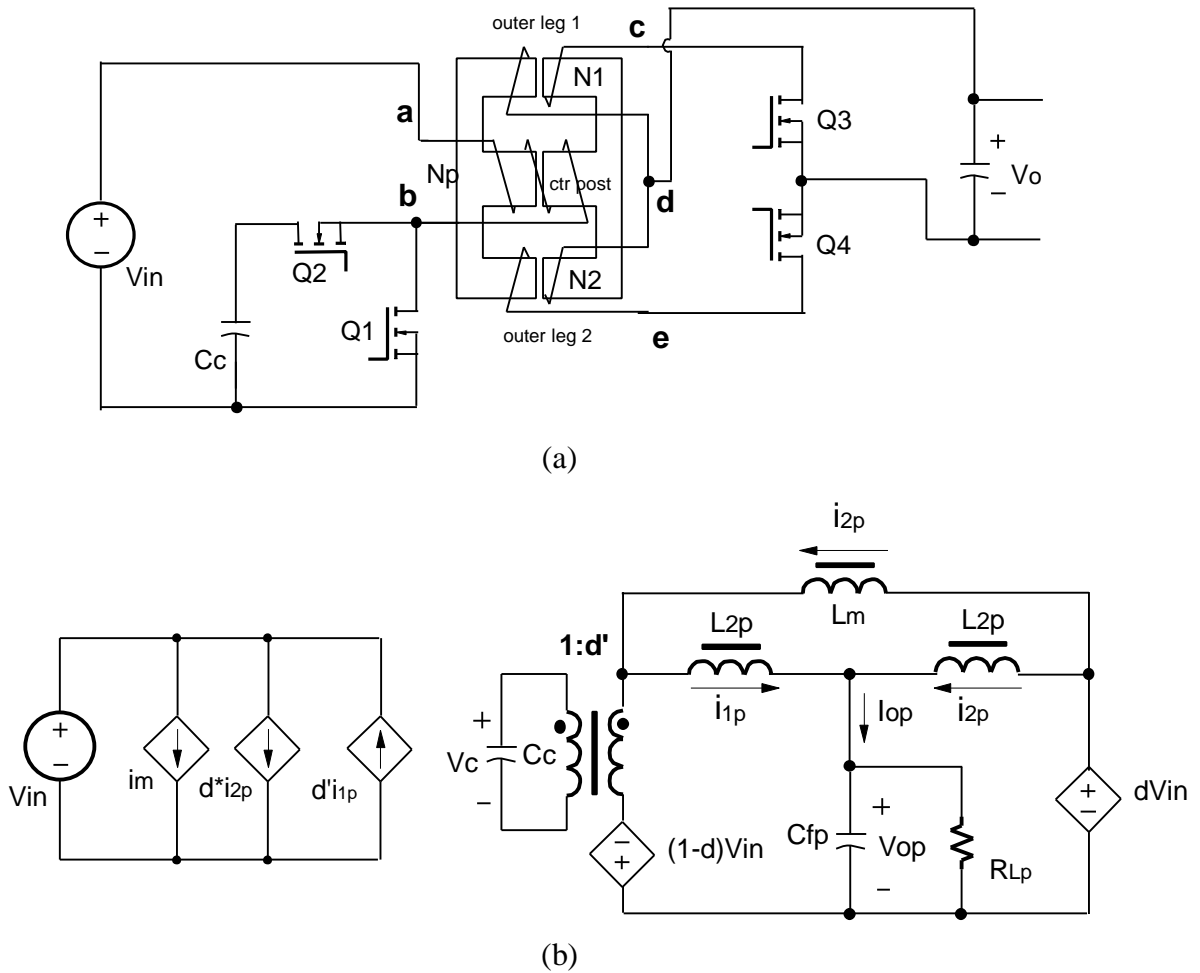 outer leg 1
c
N1
a
Q3
+
Np
ctr post
Vo
b
d
−
+
−
Vin
Q2
Q4
N2
Q1
Cc
outer leg 2
e
(a)
i2p
Lm
L2p
L2p
1:d'
i1p
Iop
i2p
+
−
Vin
im
d*i2p
d'i1p
+
Vc
Cc
−
−
+
(1-d)Vin
Cfp
+
Vop
−
RLp
+
−
dVin
(b)